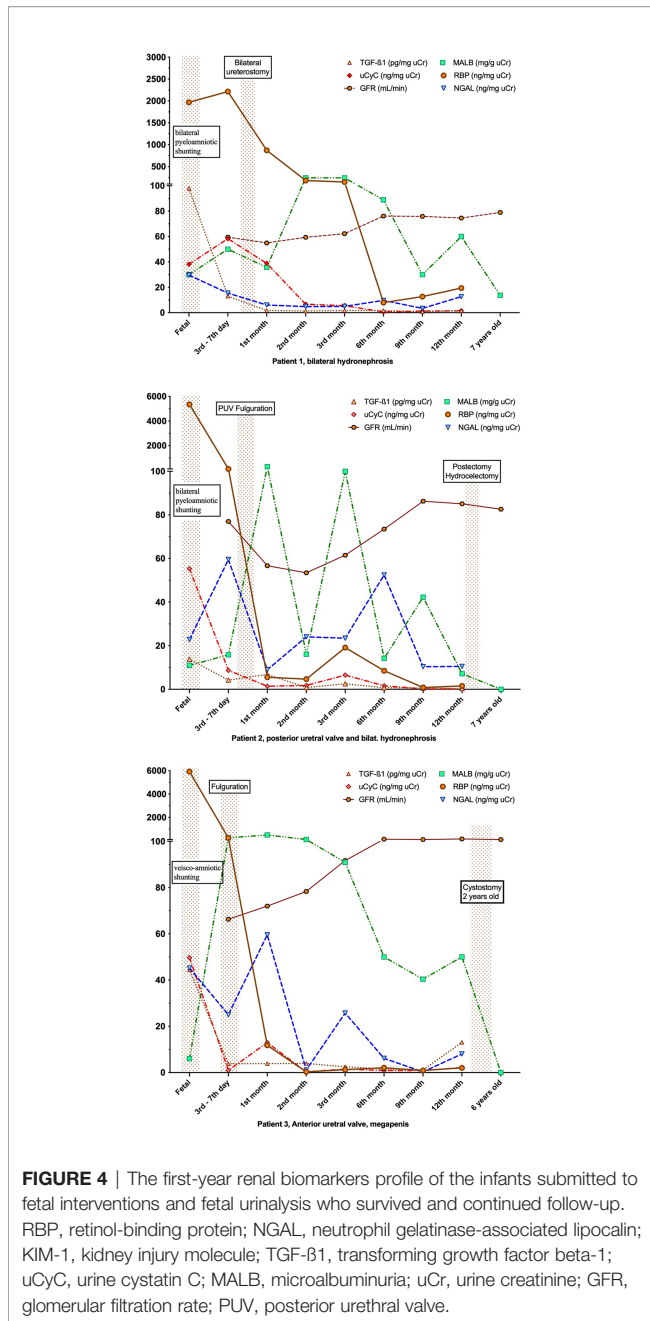 Bilateral
ureterostomy
TGF-ß1 (pg/mg uCr)
uCyC (ng/mg uCr)
GFR (mL/min)
MALB (mg/g uCr)
RBP (ng/mg uCr)
NGAL (ng/mg uCr)
bilateral
pyeloamniotic
shunting
3000
2500
2000
1500
1000
500
100
80
60
40
20
0
Fetal
3rd - 7th day
1st month
2nd month
3rd month
6th month
9th month
12th month
7 years old
Patient 1, bilateral hydronephrosis
PUV Fulguration
TGF-ß1 (pg/mg uCr)
uCyC (ng/mg uCr)
GFR (mL/min)
MALB (mg/g uCr)
RBP (ng/mg uCr)
NGAL (ng/mg uCr)
bilateral
pyeloamniotic
shunting
Postectomy
Hydrocelectomy
6000
4000
2000
100
80
60
40
20
0
Fetal
3rd - 7th day
1st month
2nd month
3rd month
6th month
9th month
12th month
7 years old
Patient 2, posterior uretral valve and bilat. hydronephrosis
Fulguration
TGF-ß1 (pg/mg uCr)
uCyC (ng/mg uCr)
GFR (mL/min)
MALB (mg/g uCr)
RBP (ng/mg uCr)
NGAL (ng/mg uCr)
veisco-amniotic
shunting
Cystostomy
2 years old
6000
4000
2000
100
80
60
40
20
0
Fetal
3rd - 7th day
1st month
2nd month
3rd month
6th month
9th month
12th month
6 years old
Patient 3, Anterior uretral valve, megapenis
FIGURE 4 | The first-year renal biomarkers profile of the infants submitted to
fetal interventions and fetal urinalysis who survived and continued follow-up.
RBP, retinol-binding protein; NGAL, neutrophil gelatinase-associated lipocalin;
KIM-1, kidney injury molecule; TGF-ß1, transforming growth factor beta-1;
uCyC, urine cystatin C; MALB, microalbuminuria; uCr, urine creatinine; GFR,
glomerular filtration rate; PUV, posterior urethral valve.